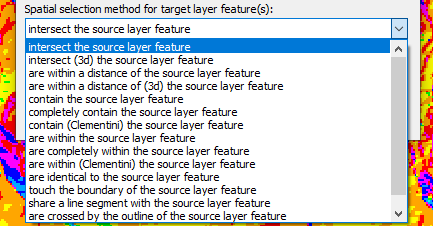 Spatial selection method for target layer feature(s):
intersect the source layer feature
intersect the source layer feature
intersect (3d) the source layer feature
are within a distance of the source layer feature
are within a distance of (3d) the source layer feature
contain the source layer feature
completely contain the source layer feature
contain (Clementini) the source layer feature
are within the source layer feature
are completely within the source layer feature
are within (Clementini) the source layer feature
are identical to the source layer feature
touch the boundary of the source layer feature
share a line segment with the source layer feature
are crossed by the outline of the source layer feature